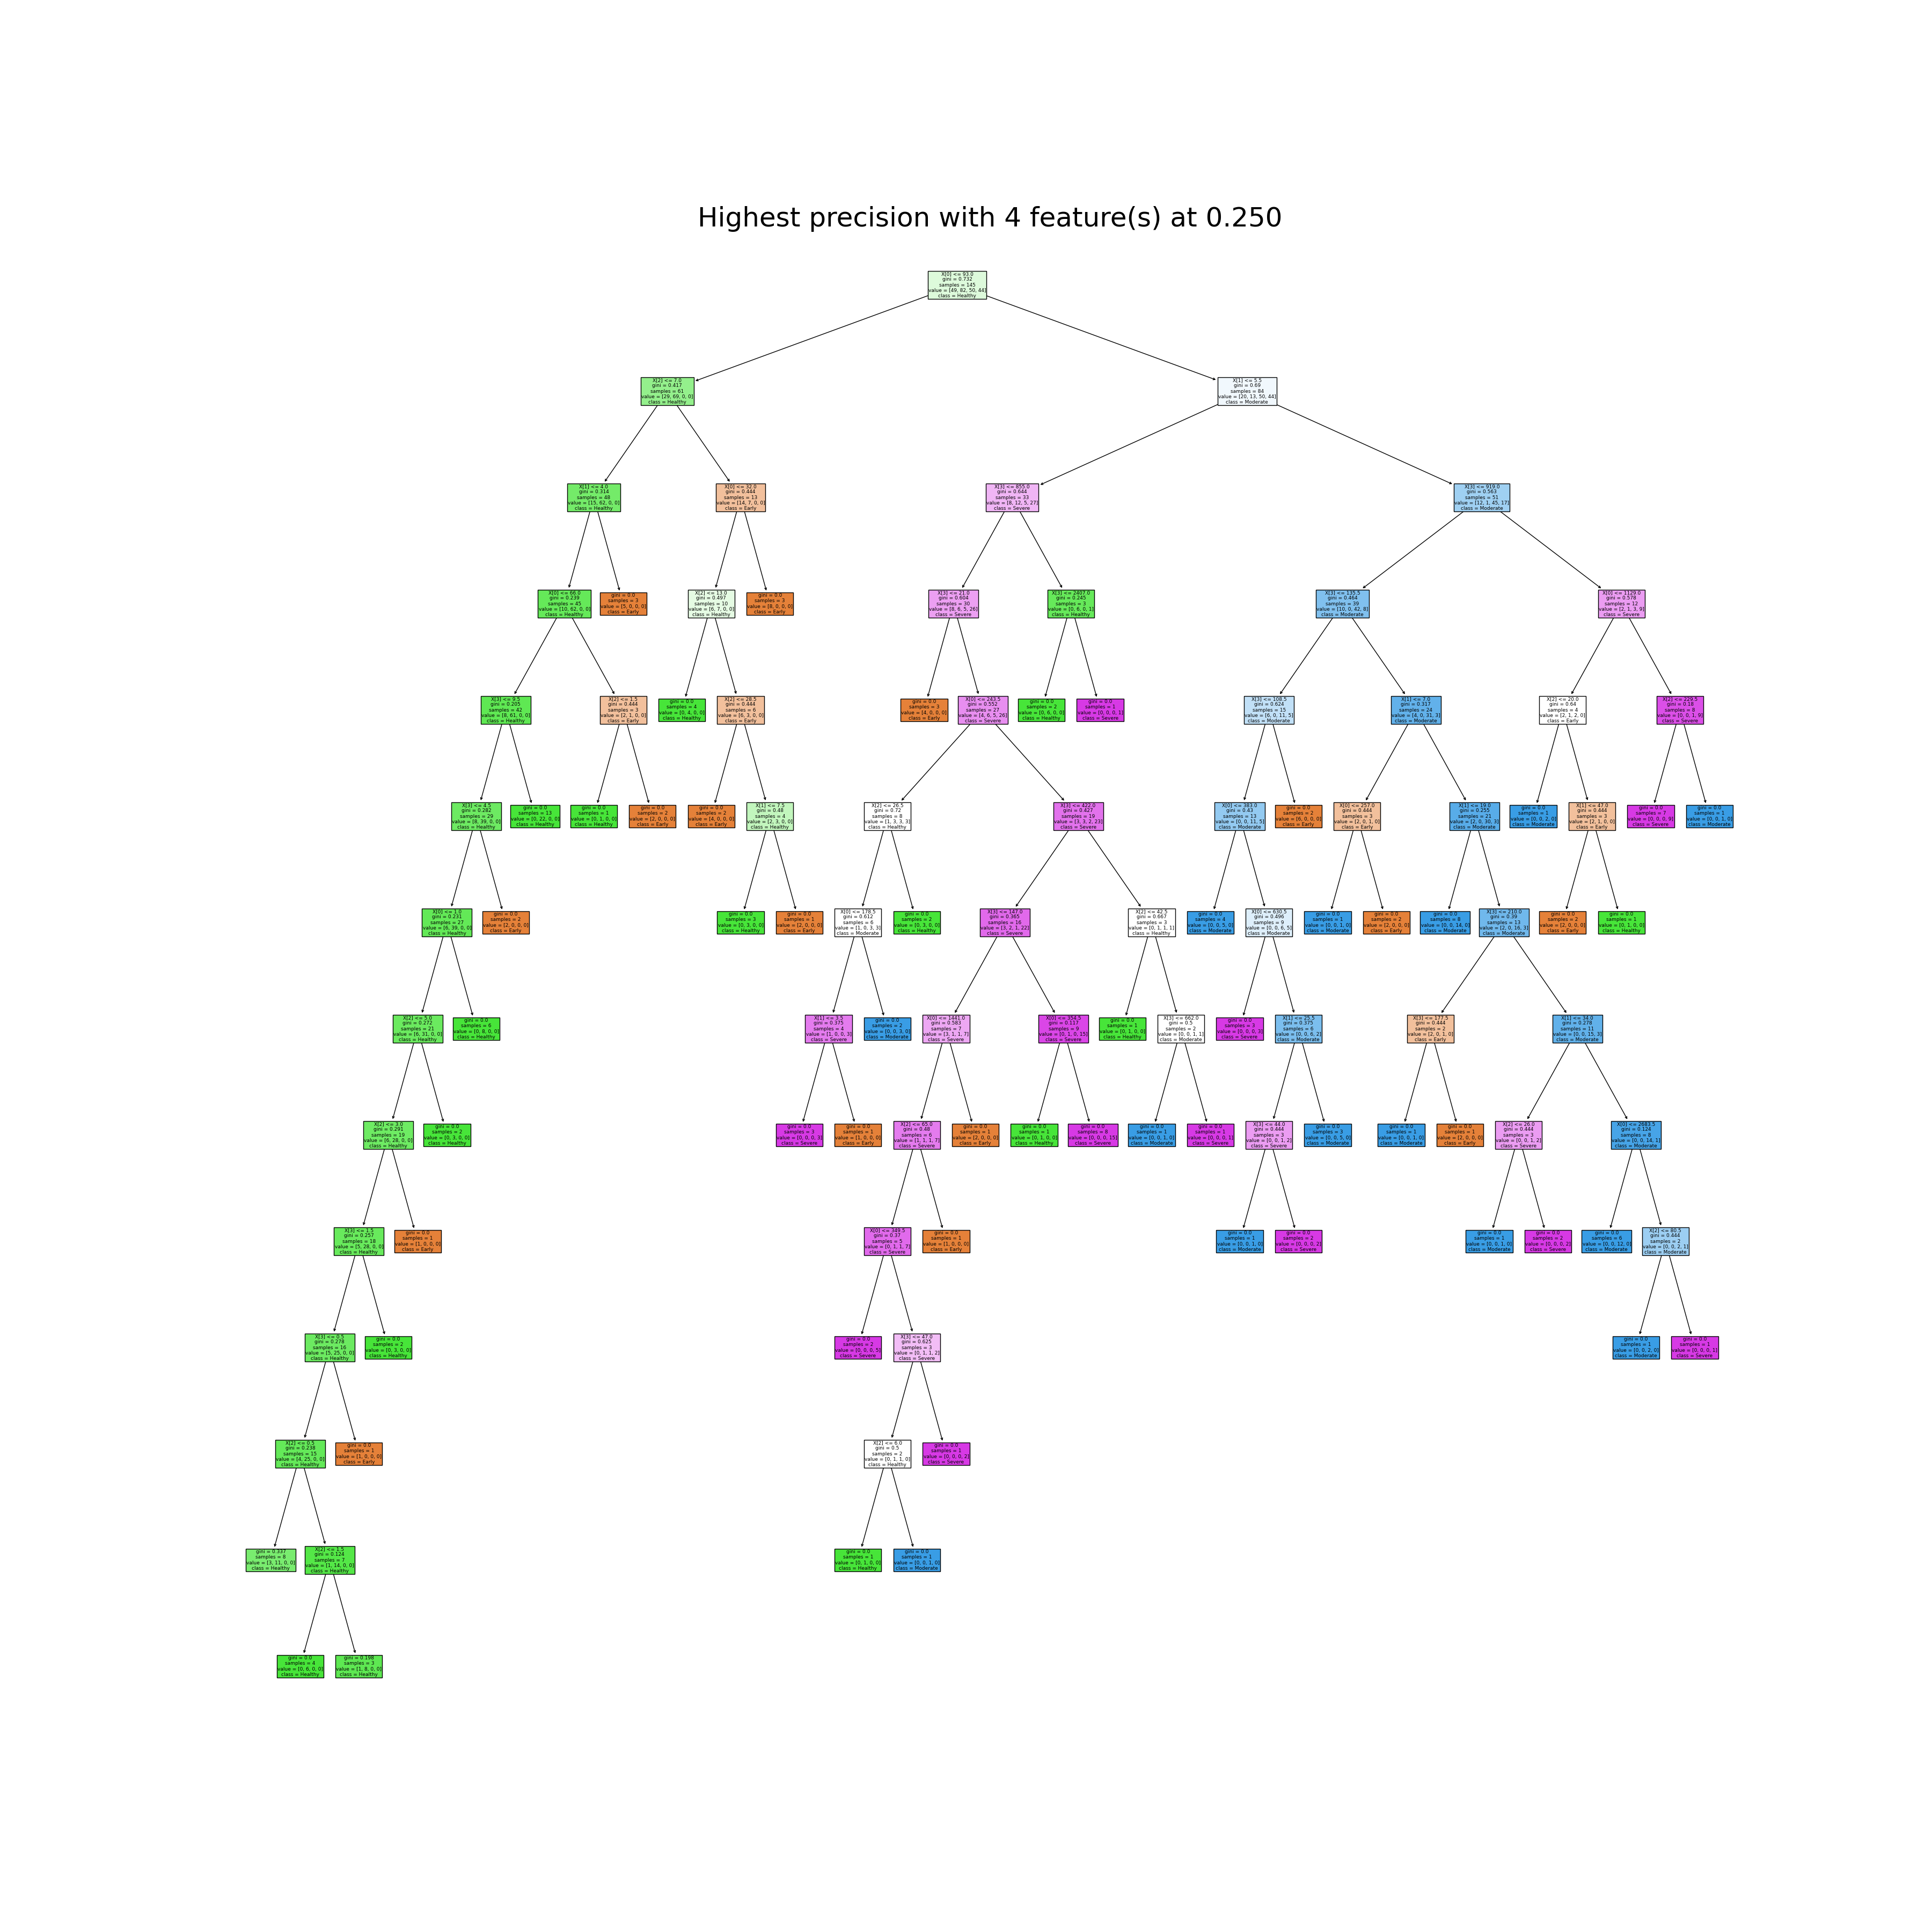 Highest precision with 4 feature(s) at 0.250
X[0] <= 93.0
gini = 0.732
samples = 145
value = [49, 82, 50, 44]
class = Healthy
X[2] <= 7.0
gini = 0.417
samples = 61
value = [29, 69, 0, 0]
class = Healthy
X[1] <= 5.5
gini = 0.69
samples = 84
value = [20, 13, 50, 44]
class = Moderate
X[1] <= 4.0
gini = 0.314
samples = 48
value = [15, 62, 0, 0]
class = Healthy
X[0] <= 32.0
gini = 0.444
samples = 13
value = [14, 7, 0, 0]
class = Early
X[3] <= 855.0
gini = 0.644
samples = 33
value = [8, 12, 5, 27]
class = Severe
X[3] <= 919.0
gini = 0.563
samples = 51
value = [12, 1, 45, 17]
class = Moderate
X[0] <= 66.0
gini = 0.239
samples = 45
value = [10, 62, 0, 0]
class = Healthy
gini = 0.0
samples = 3
value = [5, 0, 0, 0]
class = Early
X[2] <= 13.0
gini = 0.497
samples = 10
value = [6, 7, 0, 0]
class = Healthy
gini = 0.0
samples = 3
value = [8, 0, 0, 0]
class = Early
X[3] <= 21.0
gini = 0.604
samples = 30
value = [8, 6, 5, 26]
class = Severe
X[3] <= 2407.0
gini = 0.245
samples = 3
value = [0, 6, 0, 1]
class = Healthy
X[3] <= 135.5
gini = 0.464
samples = 39
value = [10, 0, 42, 8]
class = Moderate
X[0] <= 1129.0
gini = 0.578
samples = 12
value = [2, 1, 3, 9]
class = Severe
X[3] <= 9.5
gini = 0.205
samples = 42
value = [8, 61, 0, 0]
class = Healthy
X[2] <= 1.5
gini = 0.444
samples = 3
value = [2, 1, 0, 0]
class = Early
gini = 0.0
samples = 4
value = [0, 4, 0, 0]
class = Healthy
X[2] <= 28.5
gini = 0.444
samples = 6
value = [6, 3, 0, 0]
class = Early
gini = 0.0
samples = 3
value = [4, 0, 0, 0]
class = Early
X[0] <= 243.5
gini = 0.552
samples = 27
value = [4, 6, 5, 26]
class = Severe
gini = 0.0
samples = 2
value = [0, 6, 0, 0]
class = Healthy
gini = 0.0
samples = 1
value = [0, 0, 0, 1]
class = Severe
X[3] <= 108.5
gini = 0.624
samples = 15
value = [6, 0, 11, 5]
class = Moderate
X[1] <= 7.0
gini = 0.317
samples = 24
value = [4, 0, 31, 3]
class = Moderate
X[2] <= 20.0
gini = 0.64
samples = 4
value = [2, 1, 2, 0]
class = Early
X[2] <= 229.5
gini = 0.18
samples = 8
value = [0, 0, 1, 9]
class = Severe
X[3] <= 4.5
gini = 0.282
samples = 29
value = [8, 39, 0, 0]
class = Healthy
gini = 0.0
samples = 13
value = [0, 22, 0, 0]
class = Healthy
gini = 0.0
samples = 1
value = [0, 1, 0, 0]
class = Healthy
gini = 0.0
samples = 2
value = [2, 0, 0, 0]
class = Early
gini = 0.0
samples = 2
value = [4, 0, 0, 0]
class = Early
X[1] <= 7.5
gini = 0.48
samples = 4
value = [2, 3, 0, 0]
class = Healthy
X[2] <= 26.5
gini = 0.72
samples = 8
value = [1, 3, 3, 3]
class = Healthy
X[3] <= 422.0
gini = 0.427
samples = 19
value = [3, 3, 2, 23]
class = Severe
X[0] <= 383.0
gini = 0.43
samples = 13
value = [0, 0, 11, 5]
class = Moderate
gini = 0.0
samples = 2
value = [6, 0, 0, 0]
class = Early
X[0] <= 257.0
gini = 0.444
samples = 3
value = [2, 0, 1, 0]
class = Early
X[1] <= 19.0
gini = 0.255
samples = 21
value = [2, 0, 30, 3]
class = Moderate
gini = 0.0
samples = 1
value = [0, 0, 2, 0]
class = Moderate
X[1] <= 47.0
gini = 0.444
samples = 3
value = [2, 1, 0, 0]
class = Early
gini = 0.0
samples = 7
value = [0, 0, 0, 9]
class = Severe
gini = 0.0
samples = 1
value = [0, 0, 1, 0]
class = Moderate
X[0] <= 1.0
gini = 0.231
samples = 27
value = [6, 39, 0, 0]
class = Healthy
gini = 0.0
samples = 2
value = [2, 0, 0, 0]
class = Early
gini = 0.0
samples = 3
value = [0, 3, 0, 0]
class = Healthy
gini = 0.0
samples = 1
value = [2, 0, 0, 0]
class = Early
X[0] <= 178.5
gini = 0.612
samples = 6
value = [1, 0, 3, 3]
class = Moderate
gini = 0.0
samples = 2
value = [0, 3, 0, 0]
class = Healthy
X[3] <= 147.0
gini = 0.365
samples = 16
value = [3, 2, 1, 22]
class = Severe
X[2] <= 42.5
gini = 0.667
samples = 3
value = [0, 1, 1, 1]
class = Healthy
gini = 0.0
samples = 4
value = [0, 0, 5, 0]
class = Moderate
X[0] <= 630.5
gini = 0.496
samples = 9
value = [0, 0, 6, 5]
class = Moderate
gini = 0.0
samples = 1
value = [0, 0, 1, 0]
class = Moderate
gini = 0.0
samples = 2
value = [2, 0, 0, 0]
class = Early
gini = 0.0
samples = 8
value = [0, 0, 14, 0]
class = Moderate
X[3] <= 210.0
gini = 0.39
samples = 13
value = [2, 0, 16, 3]
class = Moderate
gini = 0.0
samples = 2
value = [2, 0, 0, 0]
class = Early
gini = 0.0
samples = 1
value = [0, 1, 0, 0]
class = Healthy
X[2] <= 5.0
gini = 0.272
samples = 21
value = [6, 31, 0, 0]
class = Healthy
gini = 0.0
samples = 6
value = [0, 8, 0, 0]
class = Healthy
X[1] <= 3.5
gini = 0.375
samples = 4
value = [1, 0, 0, 3]
class = Severe
gini = 0.0
samples = 2
value = [0, 0, 3, 0]
class = Moderate
X[0] <= 1441.0
gini = 0.583
samples = 7
value = [3, 1, 1, 7]
class = Severe
X[0] <= 354.5
gini = 0.117
samples = 9
value = [0, 1, 0, 15]
class = Severe
gini = 0.0
samples = 1
value = [0, 1, 0, 0]
class = Healthy
X[3] <= 662.0
gini = 0.5
samples = 2
value = [0, 0, 1, 1]
class = Moderate
gini = 0.0
samples = 3
value = [0, 0, 0, 3]
class = Severe
X[1] <= 25.5
gini = 0.375
samples = 6
value = [0, 0, 6, 2]
class = Moderate
X[3] <= 177.5
gini = 0.444
samples = 2
value = [2, 0, 1, 0]
class = Early
X[1] <= 34.0
gini = 0.278
samples = 11
value = [0, 0, 15, 3]
class = Moderate
X[2] <= 3.0
gini = 0.291
samples = 19
value = [6, 28, 0, 0]
class = Healthy
gini = 0.0
samples = 2
value = [0, 3, 0, 0]
class = Healthy
gini = 0.0
samples = 3
value = [0, 0, 0, 3]
class = Severe
gini = 0.0
samples = 1
value = [1, 0, 0, 0]
class = Early
X[2] <= 65.0
gini = 0.48
samples = 6
value = [1, 1, 1, 7]
class = Severe
gini = 0.0
samples = 1
value = [2, 0, 0, 0]
class = Early
gini = 0.0
samples = 1
value = [0, 1, 0, 0]
class = Healthy
gini = 0.0
samples = 8
value = [0, 0, 0, 15]
class = Severe
gini = 0.0
samples = 1
value = [0, 0, 1, 0]
class = Moderate
gini = 0.0
samples = 1
value = [0, 0, 0, 1]
class = Severe
X[3] <= 44.0
gini = 0.444
samples = 3
value = [0, 0, 1, 2]
class = Severe
gini = 0.0
samples = 3
value = [0, 0, 5, 0]
class = Moderate
gini = 0.0
samples = 1
value = [0, 0, 1, 0]
class = Moderate
gini = 0.0
samples = 1
value = [2, 0, 0, 0]
class = Early
X[2] <= 26.0
gini = 0.444
samples = 3
value = [0, 0, 1, 2]
class = Severe
X[0] <= 2683.5
gini = 0.124
samples = 8
value = [0, 0, 14, 1]
class = Moderate
X[3] <= 1.5
gini = 0.257
samples = 18
value = [5, 28, 0, 0]
class = Healthy
gini = 0.0
samples = 1
value = [1, 0, 0, 0]
class = Early
X[0] <= 349.5
gini = 0.37
samples = 5
value = [0, 1, 1, 7]
class = Severe
gini = 0.0
samples = 1
value = [1, 0, 0, 0]
class = Early
gini = 0.0
samples = 1
value = [0, 0, 1, 0]
class = Moderate
gini = 0.0
samples = 2
value = [0, 0, 0, 2]
class = Severe
gini = 0.0
samples = 1
value = [0, 0, 1, 0]
class = Moderate
gini = 0.0
samples = 2
value = [0, 0, 0, 2]
class = Severe
gini = 0.0
samples = 6
value = [0, 0, 12, 0]
class = Moderate
X[2] <= 80.5
gini = 0.444
samples = 2
value = [0, 0, 2, 1]
class = Moderate
X[3] <= 0.5
gini = 0.278
samples = 16
value = [5, 25, 0, 0]
class = Healthy
gini = 0.0
samples = 2
value = [0, 3, 0, 0]
class = Healthy
gini = 0.0
samples = 2
value = [0, 0, 0, 5]
class = Severe
X[3] <= 47.0
gini = 0.625
samples = 3
value = [0, 1, 1, 2]
class = Severe
gini = 0.0
samples = 1
value = [0, 0, 2, 0]
class = Moderate
gini = 0.0
samples = 1
value = [0, 0, 0, 1]
class = Severe
X[2] <= 0.5
gini = 0.238
samples = 15
value = [4, 25, 0, 0]
class = Healthy
gini = 0.0
samples = 1
value = [1, 0, 0, 0]
class = Early
X[2] <= 6.0
gini = 0.5
samples = 2
value = [0, 1, 1, 0]
class = Healthy
gini = 0.0
samples = 1
value = [0, 0, 0, 2]
class = Severe
gini = 0.337
samples = 8
value = [3, 11, 0, 0]
class = Healthy
X[2] <= 1.5
gini = 0.124
samples = 7
value = [1, 14, 0, 0]
class = Healthy
gini = 0.0
samples = 1
value = [0, 1, 0, 0]
class = Healthy
gini = 0.0
samples = 1
value = [0, 0, 1, 0]
class = Moderate
gini = 0.0
samples = 4
value = [0, 6, 0, 0]
class = Healthy
gini = 0.198
samples = 3
value = [1, 8, 0, 0]
class = Healthy